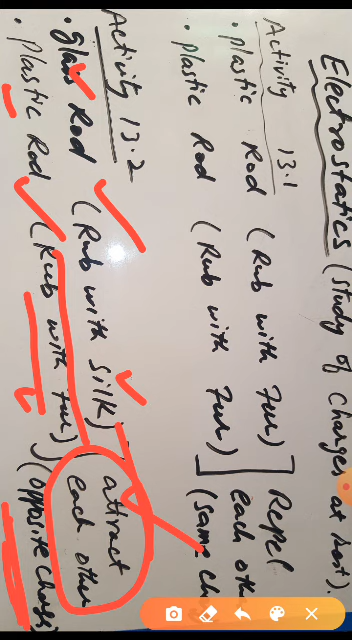 Electrostatics (study of charges at rest).
Activity 13.1
• plastic Rod (Rub with Fur) Repel
• plastic Rod (Rub with Fur) each oth
(same ch
Activity 13.2
• glass Rod (Rub with silk) attract
• Plastic Rod (Rub with fur) each other
(opposite charge)